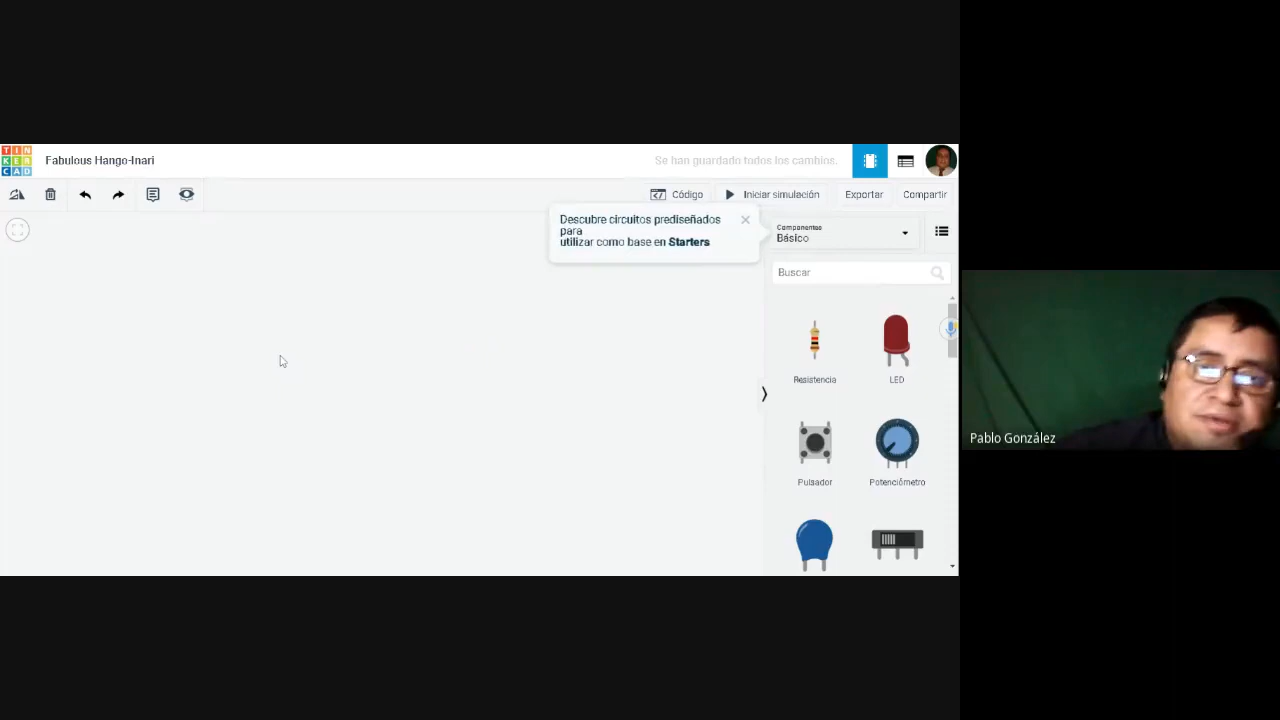 TIN
KER
CAD
Fabulous Hango-Inari
Se han guardado todos los cambios.
Código
Iniciar simulación
Exportar
Compartir
Descubre circuitos prediseñados
para
utilizar como base en Starters
Componentes
Básico
Buscar
Resistencia
LED
Pulsador
Potenciómetro
Pablo González